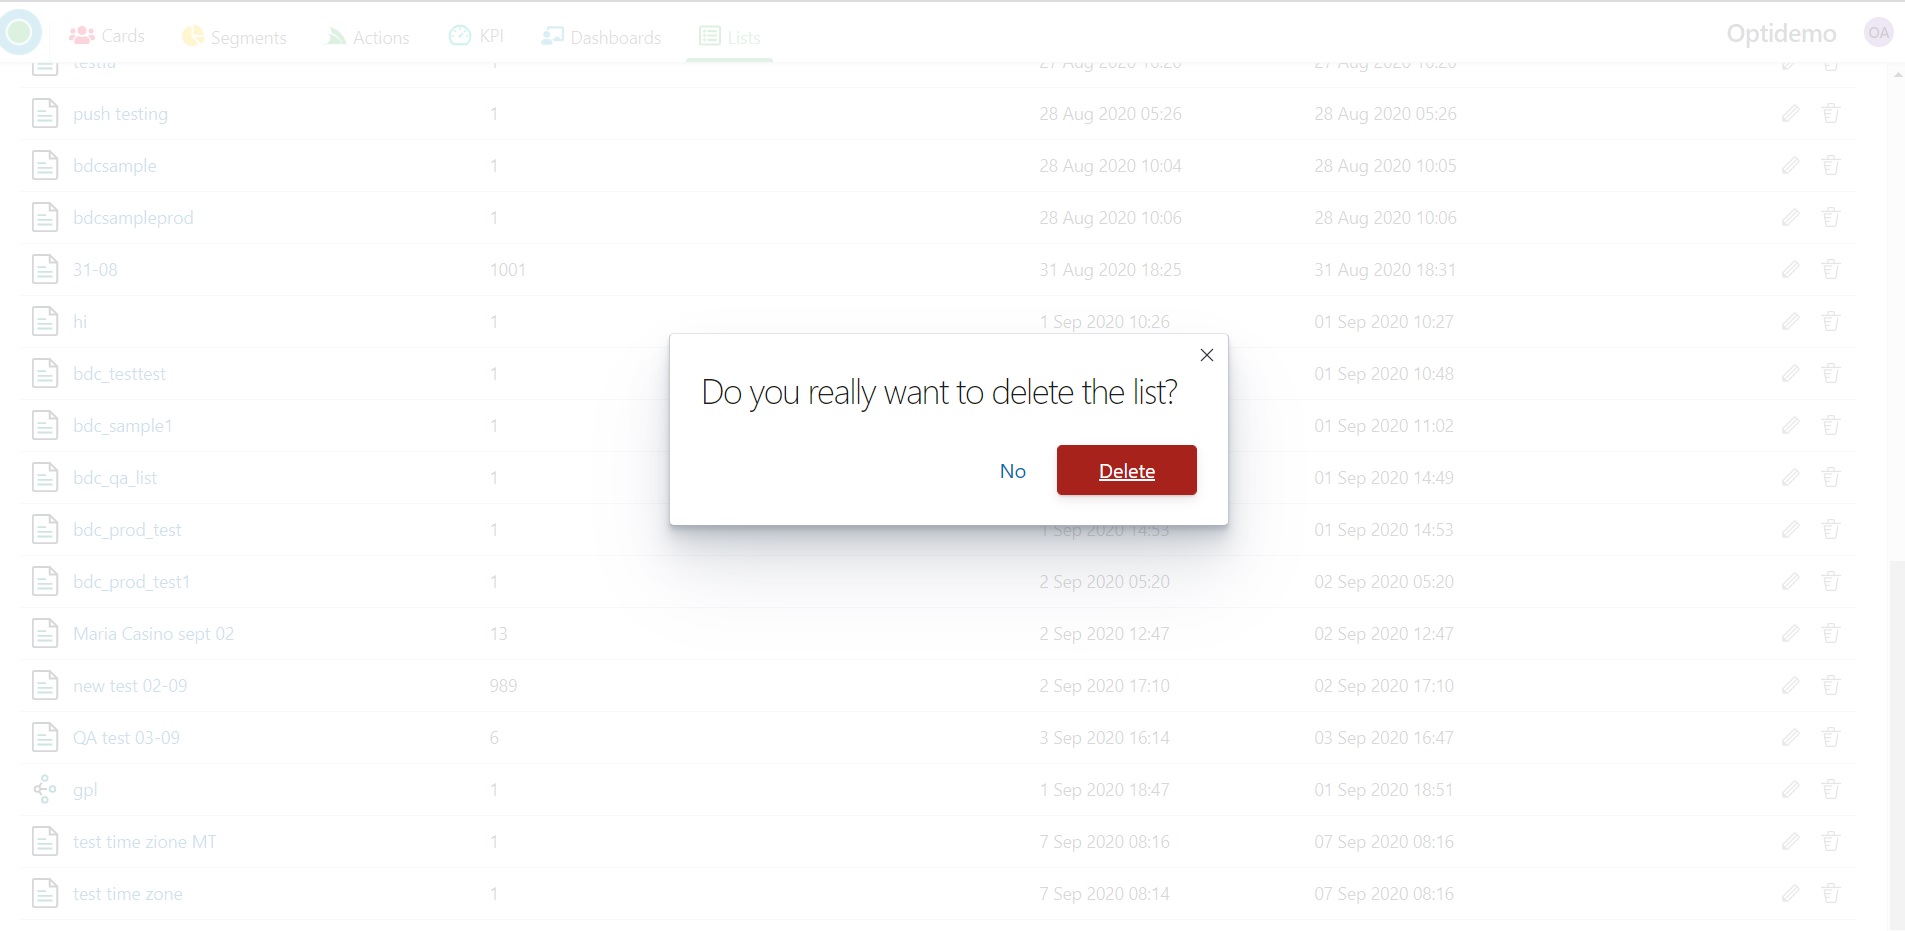 Cards Segments Actions KPI Dashboards Lists Optidemo OA
testla 1 27 Aug 2020 16:26 27 Aug 2020 16:26
push testing 1 28 Aug 2020 05:26 28 Aug 2020 05:26
bdcsample 1 28 Aug 2020 10:04 28 Aug 2020 10:05
bdcsampleprod 1 28 Aug 2020 10:06 28 Aug 2020 10:06
31-08 1001 31 Aug 2020 18:25 31 Aug 2020 18:31
hi 1 1 Sep 2020 10:26 01 Sep 2020 10:27
bdc_testtest 1 01 Sep 2020 10:48
Do you really want to delete the list?
bdc_sample1 1 01 Sep 2020 11:02
No Delete
bdc_qa_list 1 01 Sep 2020 14:49
bdc_prod_test 1 1 Sep 2020 14:53 01 Sep 2020 14:53
bdc_prod_test1 1 2 Sep 2020 05:20 02 Sep 2020 05:20
Maria Casino sept 02 13 2 Sep 2020 12:47 02 Sep 2020 12:47
new test 02-09 989 2 Sep 2020 17:10 02 Sep 2020 17:10
QA test 03-09 6 3 Sep 2020 16:14 03 Sep 2020 16:47
gpl 1 1 Sep 2020 18:47 01 Sep 2020 18:51
test time zione MT 1 7 Sep 2020 08:16 07 Sep 2020 08:16
test time zone 1 7 Sep 2020 08:14 07 Sep 2020 08:16